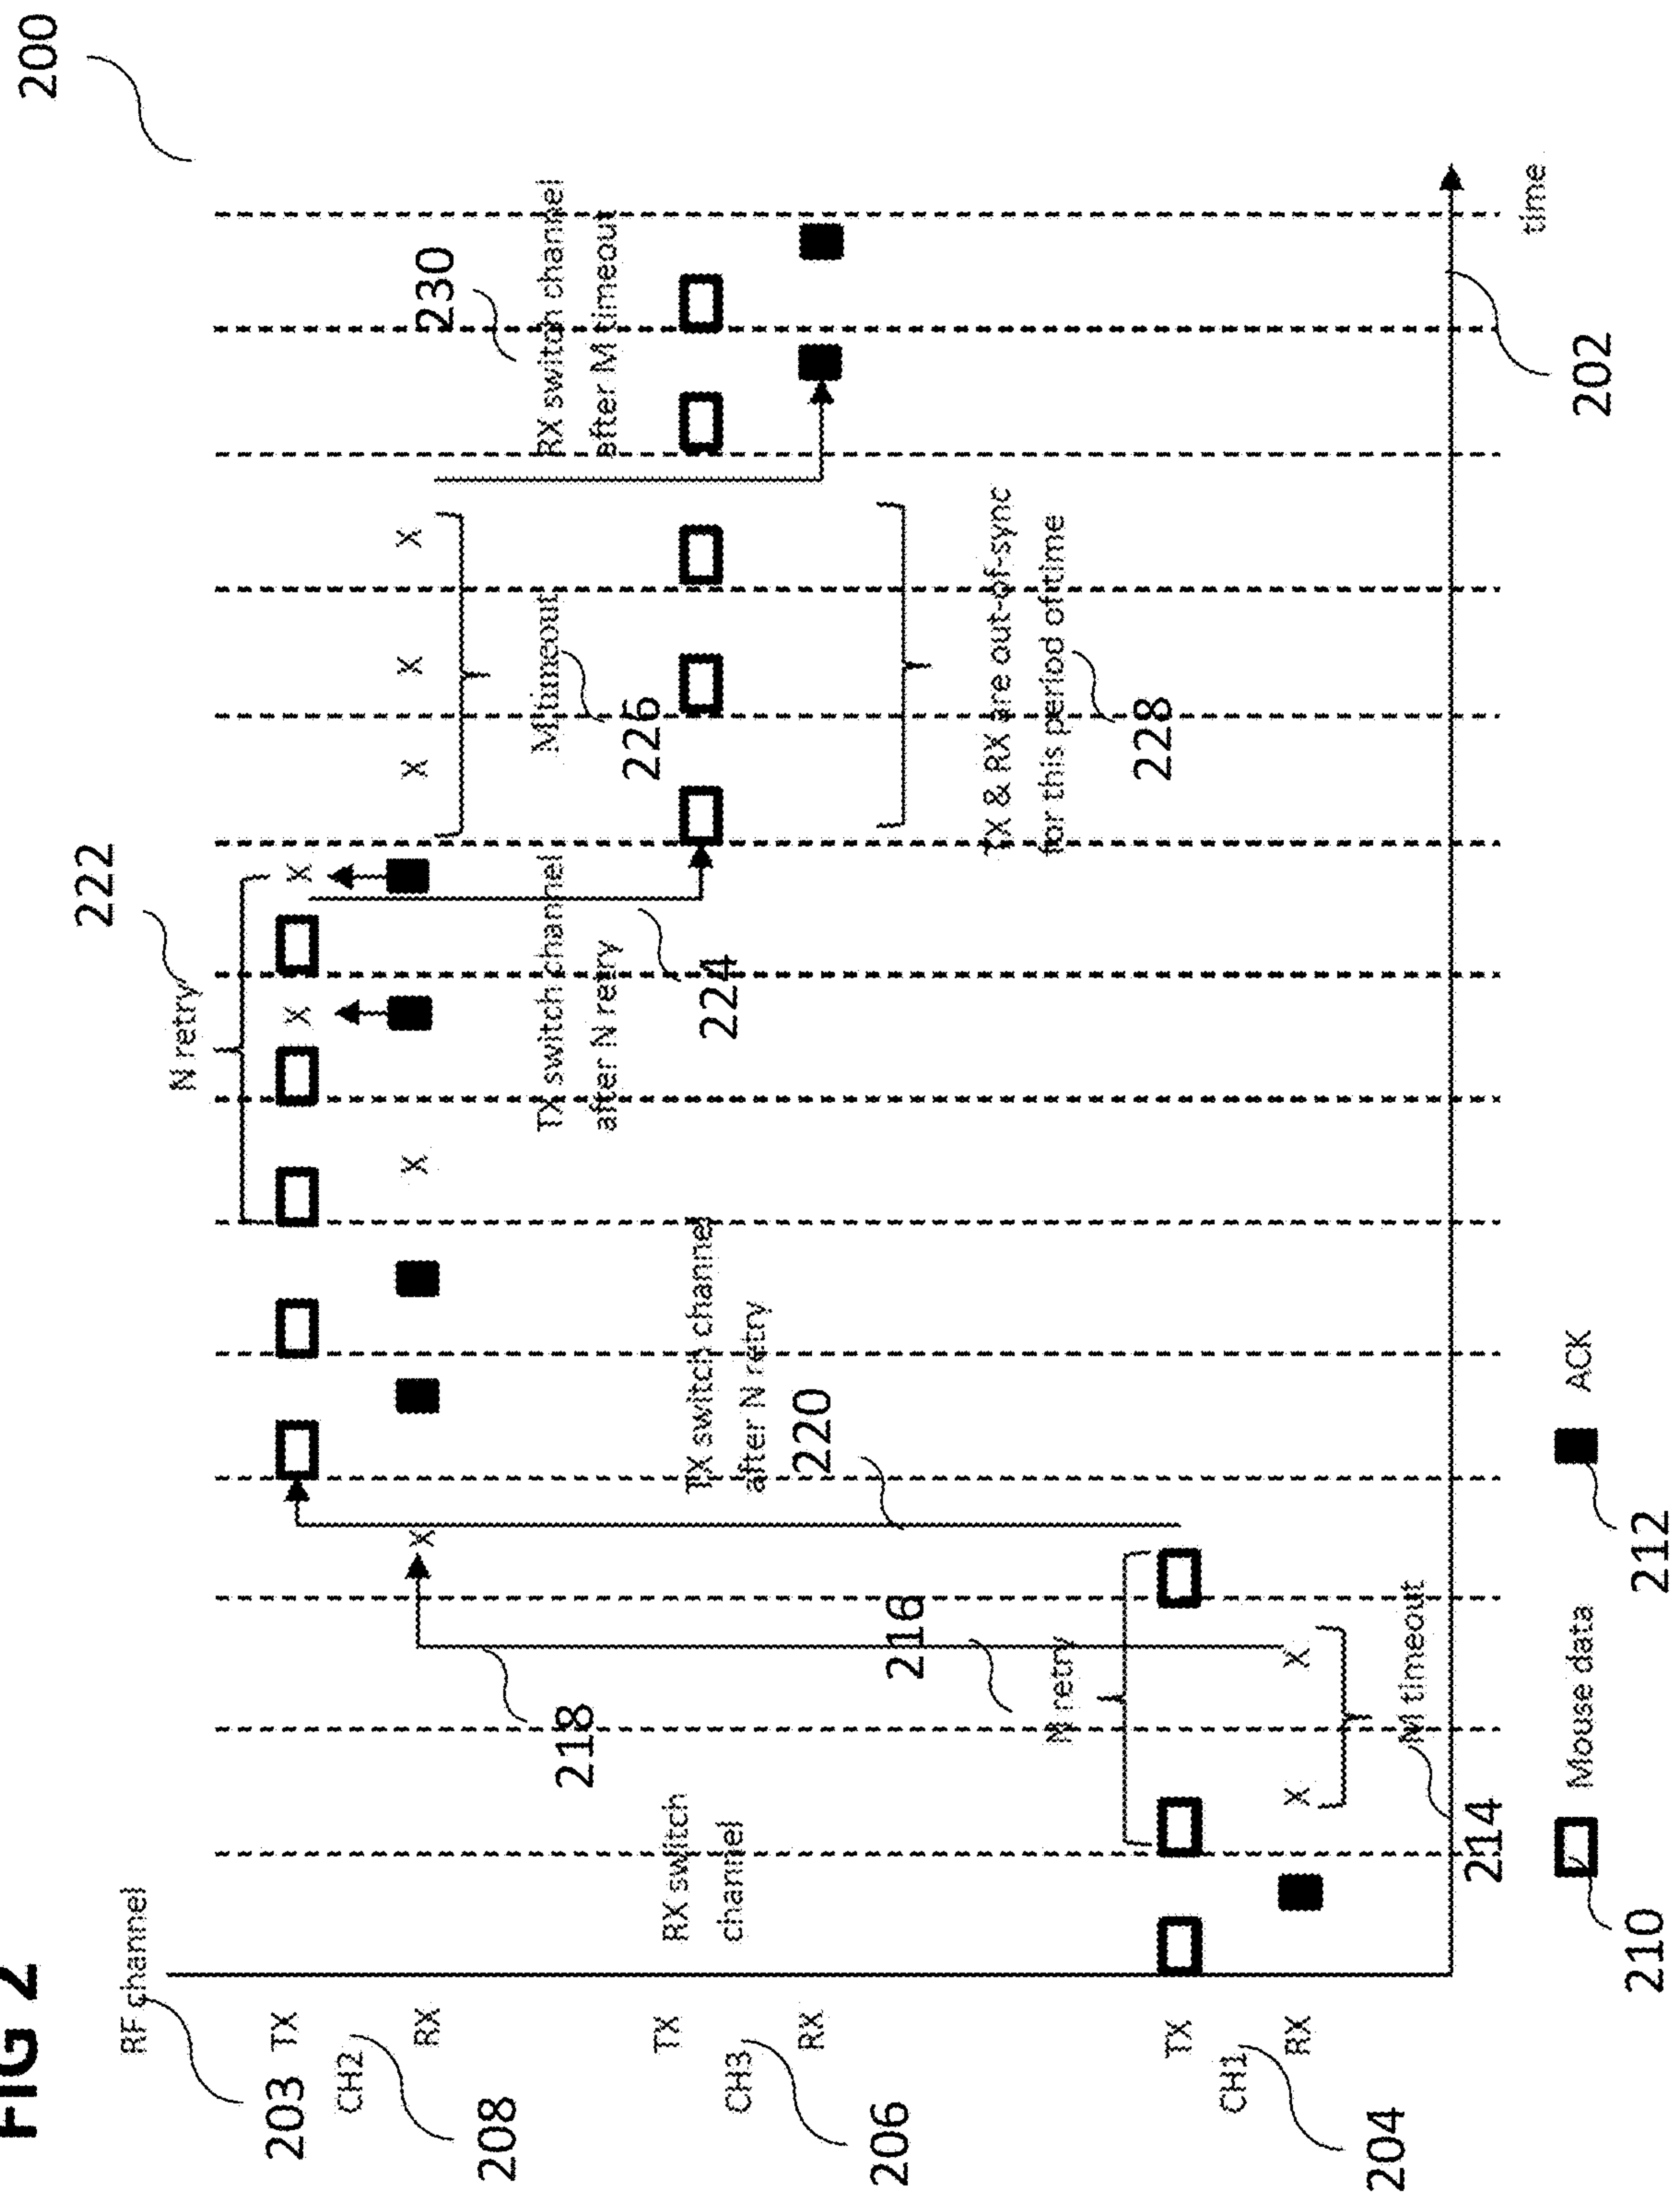 FIG 2
200
RF channel
203
TX
CH2
RX
208
TX
CH3
RX
206
TX
CH1
RX
204
N retry
222
X
X
X
X
X
X
X
X
X
RX switch channel
after M timeout
230
M timeout
226
TX switch channel
after N retry
224
TX & RX are out-of-sync
for this period of time
228
TX switch channel
after N retry
220
218
RX switch
channel
216
N retry
M timeout
214
time
202
Mouse data
210
ACK
212